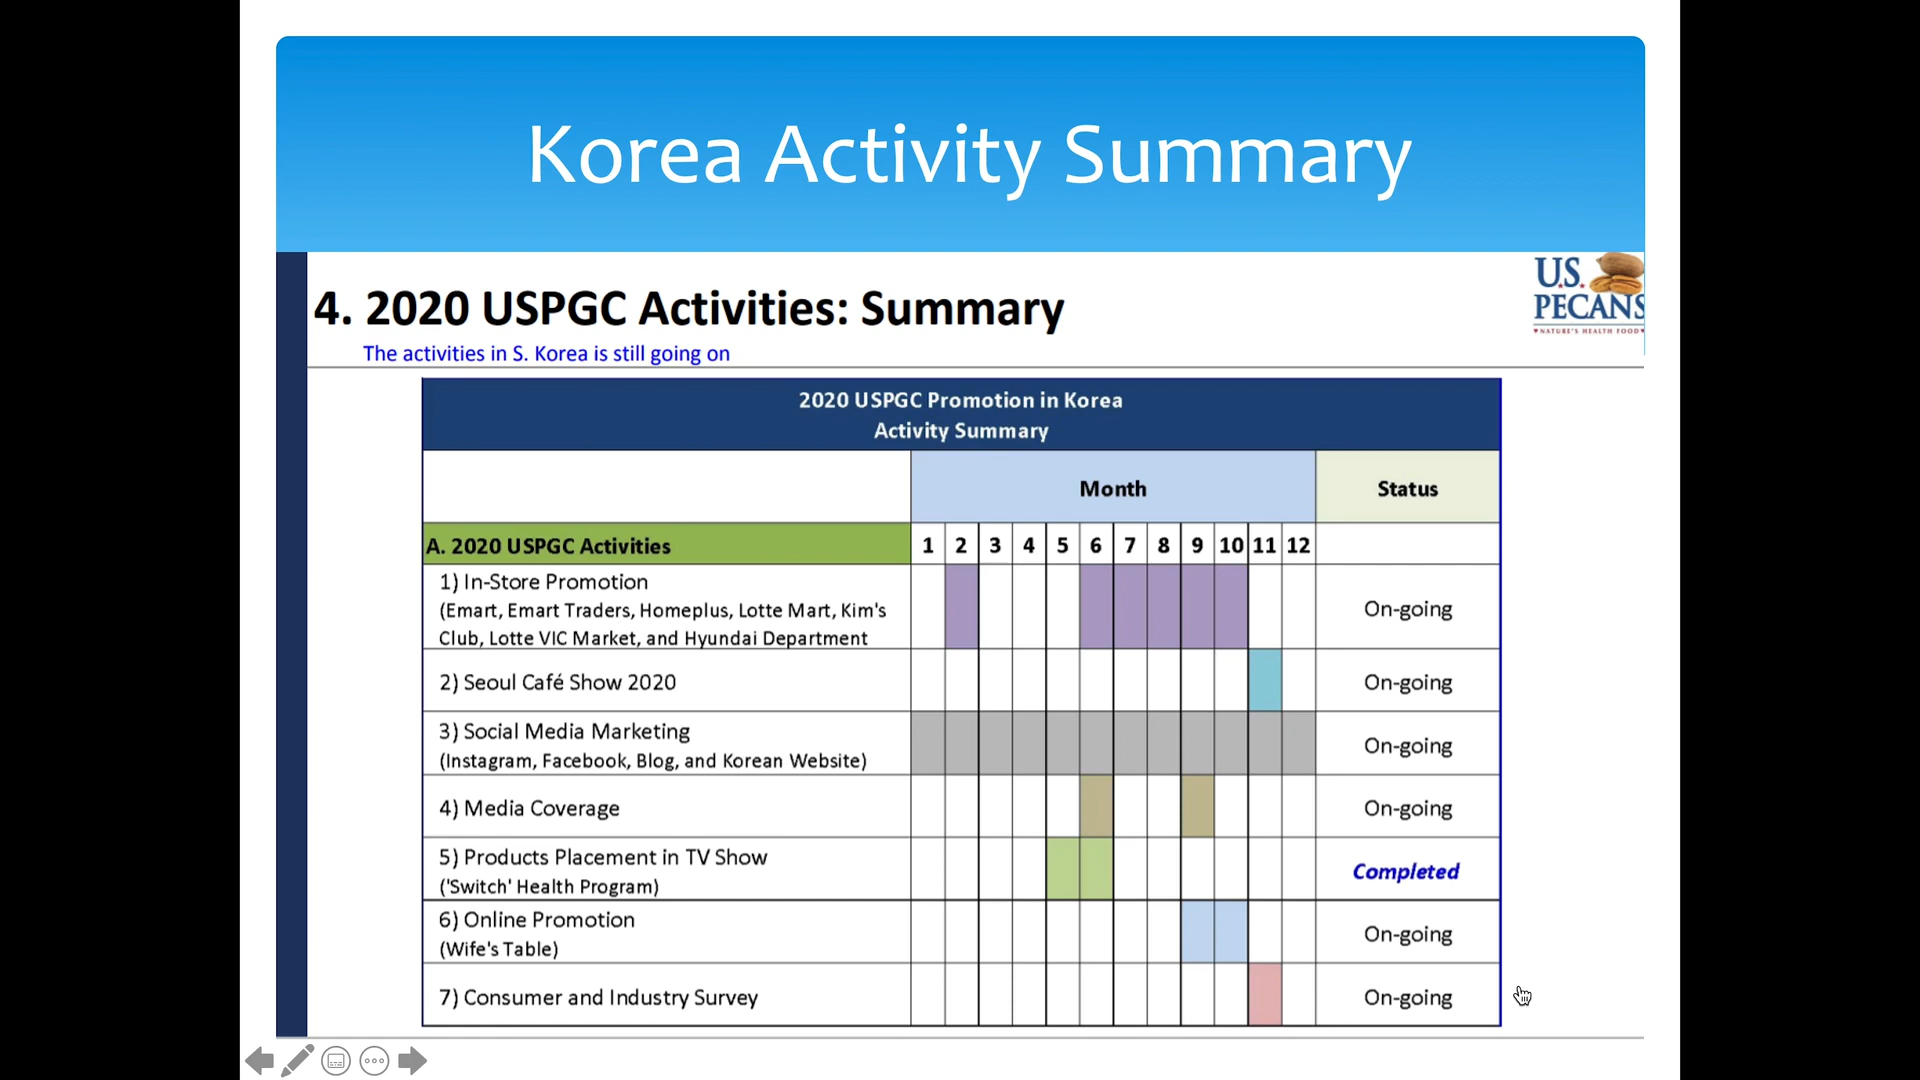 Korea Activity Summary
U.S.
PECANS
NATURE'S HEALTH FOOD
4. 2020 USPGC Activities: Summary
The activities in S. Korea is still going on
2020 USPGC Promotion in Korea
Activity Summary
Month Status
A. 2020 USPGC Activities 1 2 3 4 5 6 7 8 9 10 11 12
1) In-Store Promotion
(Emart, Emart Traders, Homeplus, Lotte Mart, Kim's
Club, Lotte VIC Market, and Hyundai Department
On-going
2) Seoul Café Show 2020 On-going
3) Social Media Marketing
(Instagram, Facebook, Blog, and Korean Website)
On-going
4) Media Coverage On-going
5) Products Placement in TV Show
('Switch' Health Program)
Completed
6) Online Promotion
(Wife's Table)
On-going
7) Consumer and Industry Survey On-going